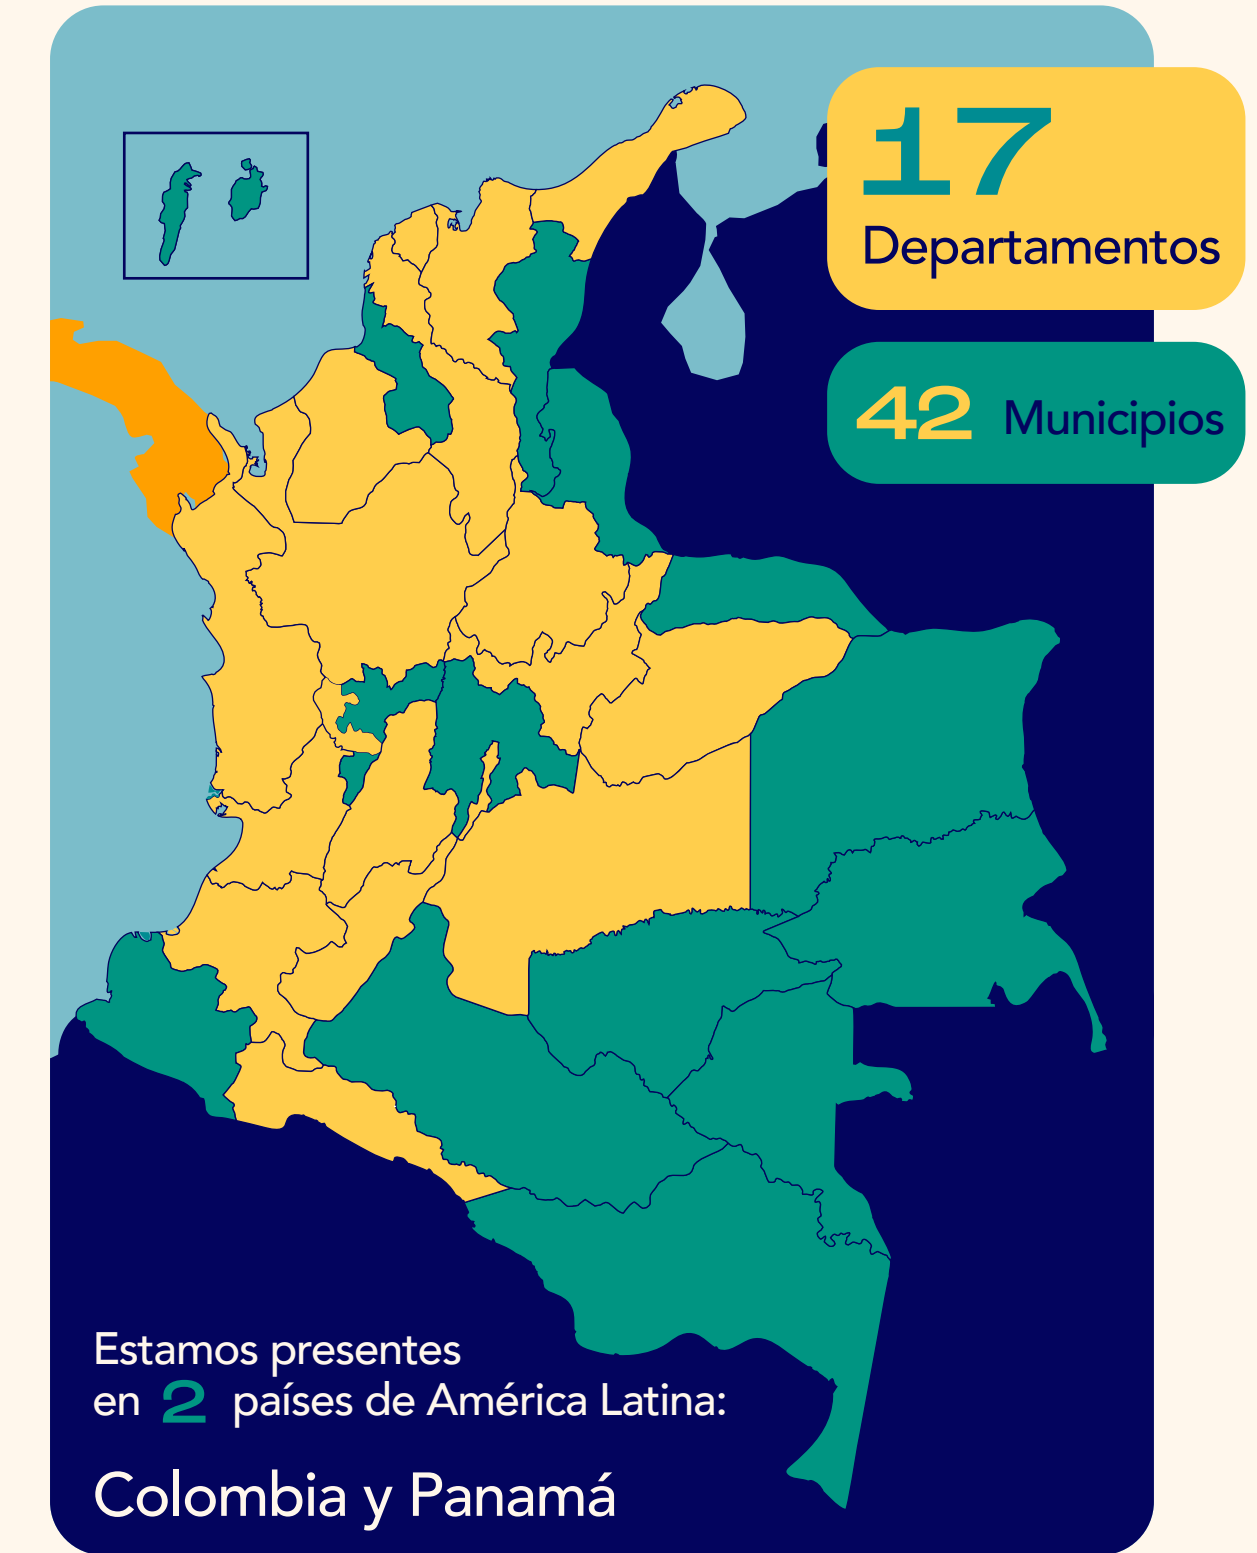 17
Departamentos
42 Municipios
Estamos presentes
en 2 países de América Latina:
Colombia y Panamá